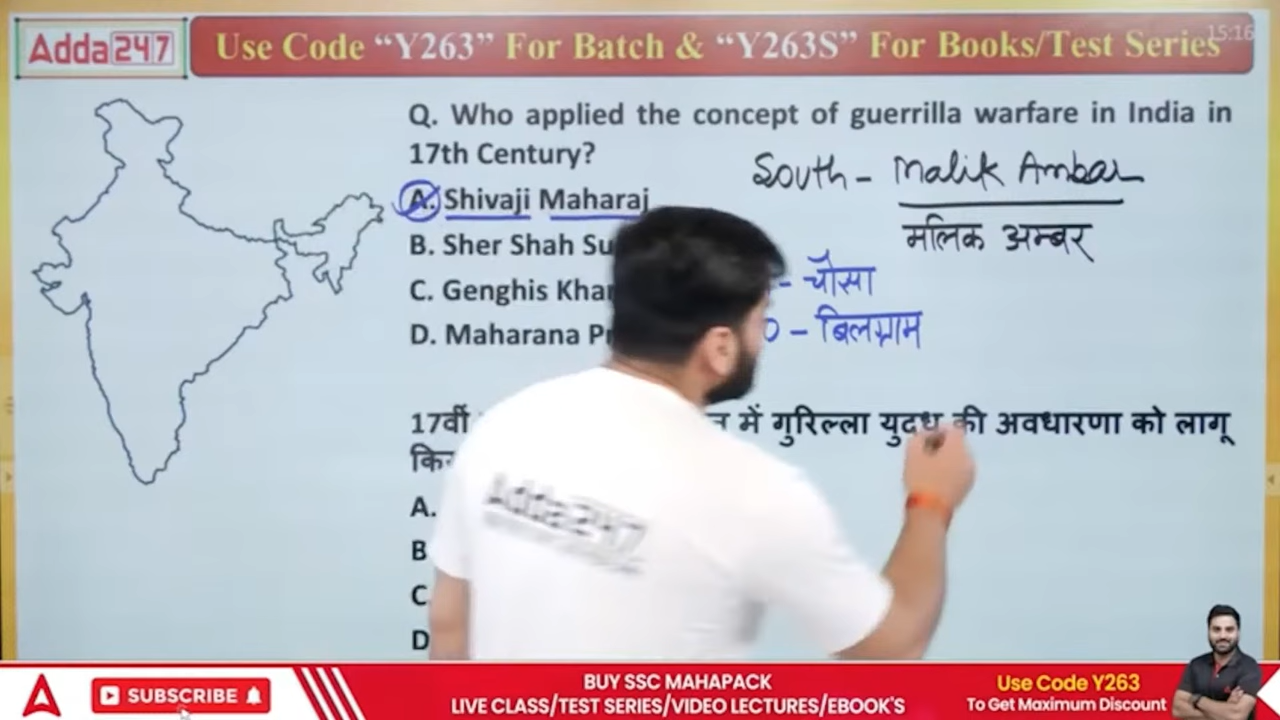 Adda247
Use Code “Y263” For Batch & “Y263S” For Books/Test Series
15:16
Q. Who applied the concept of guerrilla warfare in India in
17th Century?
South - Malik Ambar
मलिक अम्बर
A. Shivaji Maharaj
B. Sher Shah
- चौसा
C. Genghis
D. Maharana
- बिलग्राम
17वीं में गुरिल्ला युद्ध की अवधारणा को लागू
A.
B
C.
D
Adda247
SUBSCRIBE
BUY SSC MAHAPACK
LIVE CLASS/TEST SERIES/VIDEO LECTURES/EBOOK'S
Use Code Y263
To Get Maximum Discount